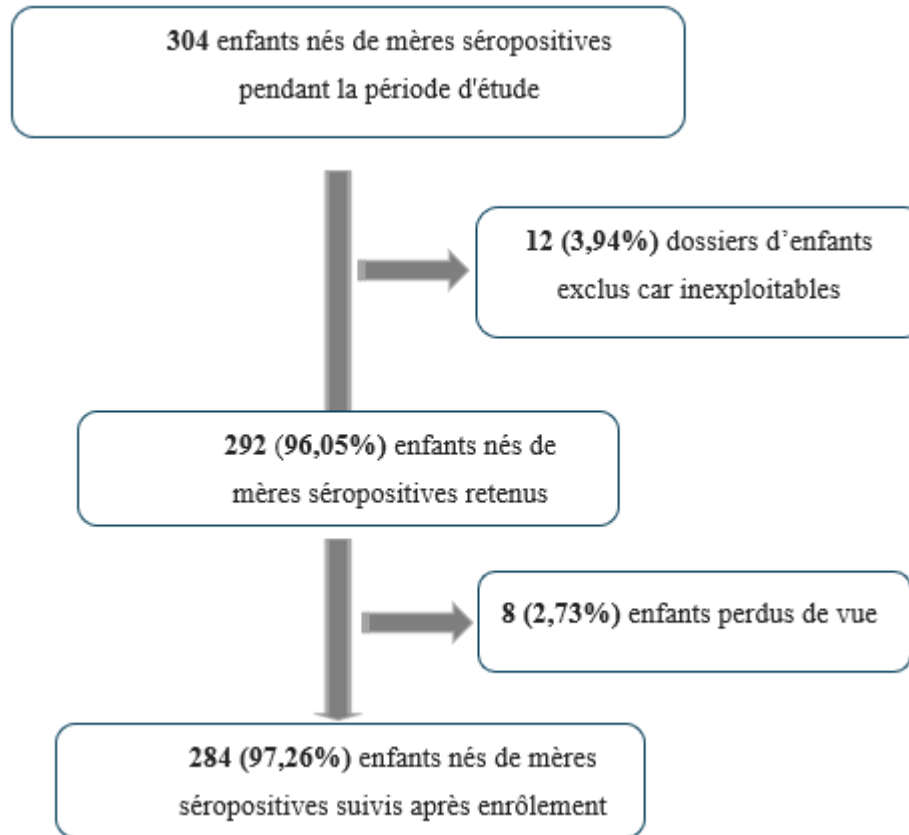 304 enfants nés de mères séropositives
pendant la période d'étude
12 (3,94%) dossiers d’enfants
exclus car inexploitables
292 (96,05%) enfants nés de
mères séropositives retenus
8 (2,73%) enfants perdus de vue
284 (97,26%) enfants nés de mères
séropositives suivis après enrôlement